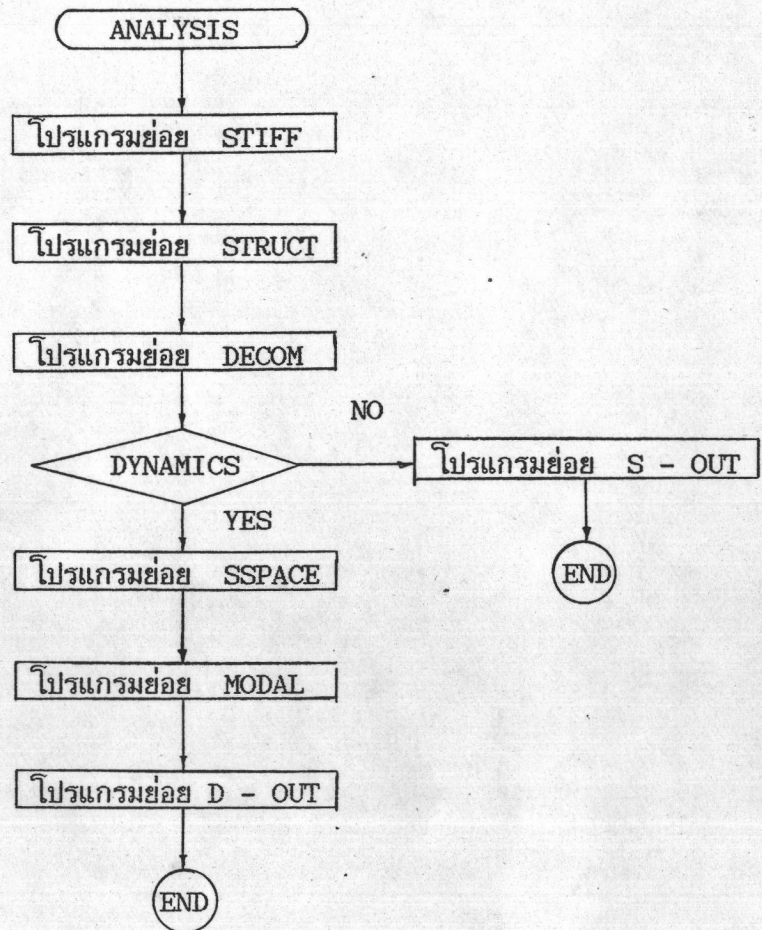 ANALYSIS
โปรแกรมย่อย STIFF
โปรแกรมย่อย STRUCT
โปรแกรมย่อย DECOM
NO
DYNAMICS
โปรแกรมย่อย S - OUT
YES
END
โปรแกรมย่อย SSPACE
โปรแกรมย่อย MODAL
โปรแกรมย่อย D - OUT
END